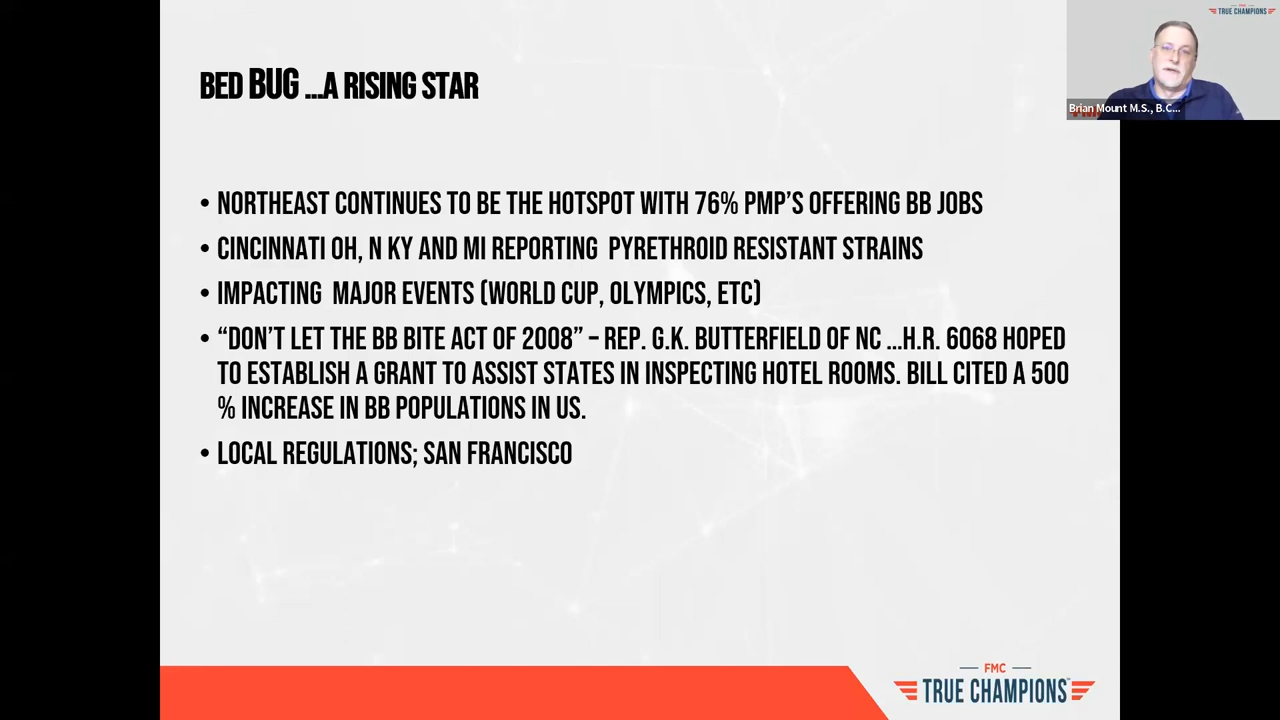 FMC
TRUE CHAMPIONS
BED BUG ...A RISING STAR
Brian Mount M.S., B.C...
• NORTHEAST CONTINUES TO BE THE HOTSPOT WITH 76% PMP'S OFFERING BB JOBS
• CINCINNATI OH, N KY AND MI REPORTING PYRETHROID RESISTANT STRAINS
• IMPACTING MAJOR EVENTS (WORLD CUP, OLYMPICS, ETC)
• “DON’T LET THE BB BITE ACT OF 2008” – REP. G.K. BUTTERFIELD OF NC ...H.R. 6068 HOPED
TO ESTABLISH A GRANT TO ASSIST STATES IN INSPECTING HOTEL ROOMS. BILL CITED A 500
% INCREASE IN BB POPULATIONS IN US.
• LOCAL REGULATIONS; SAN FRANCISCO
FMC
TRUE CHAMPIONS